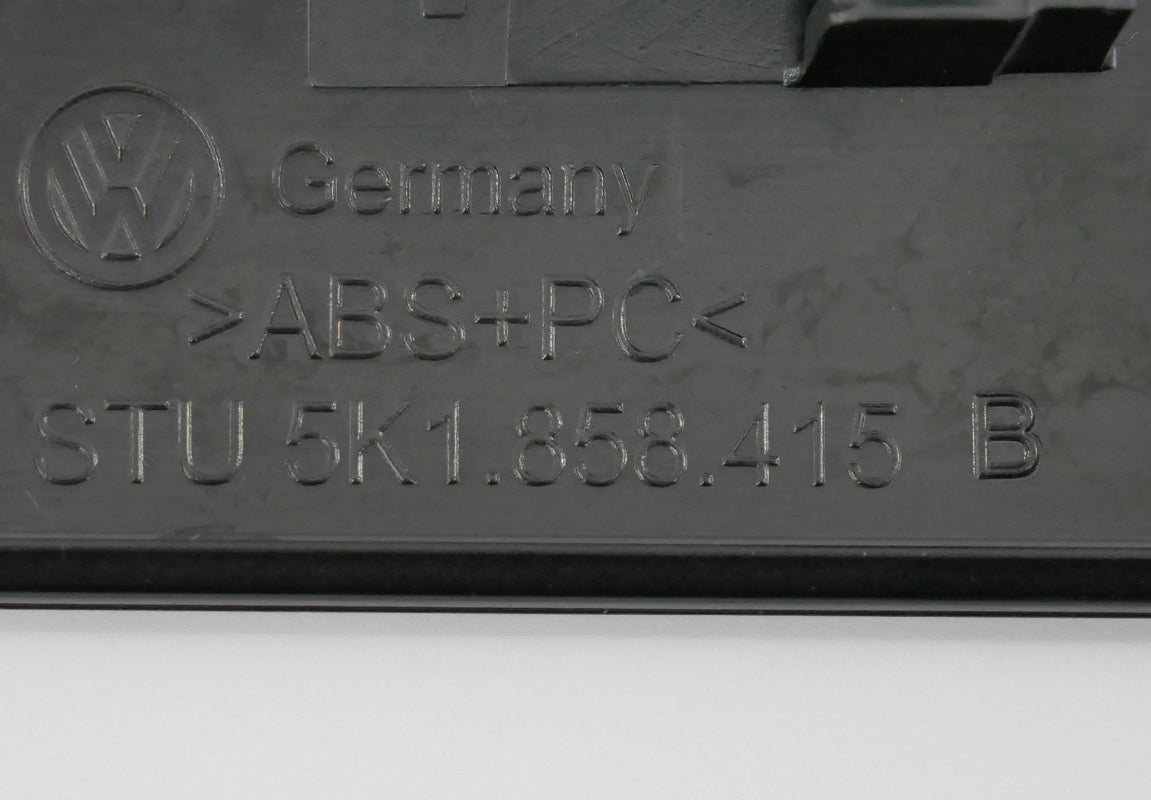 Germany
>ABS+PC<
STU 5K1.858.415 B